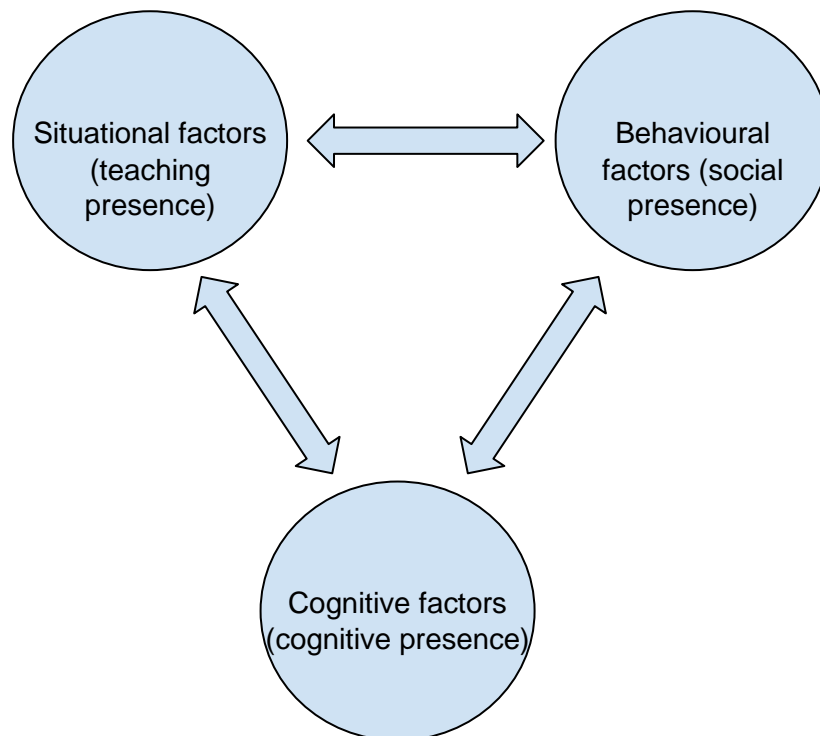 Situational factors
(teaching
presence)
Behavioural
factors (social
presence)
Cognitive factors
(cognitive presence)